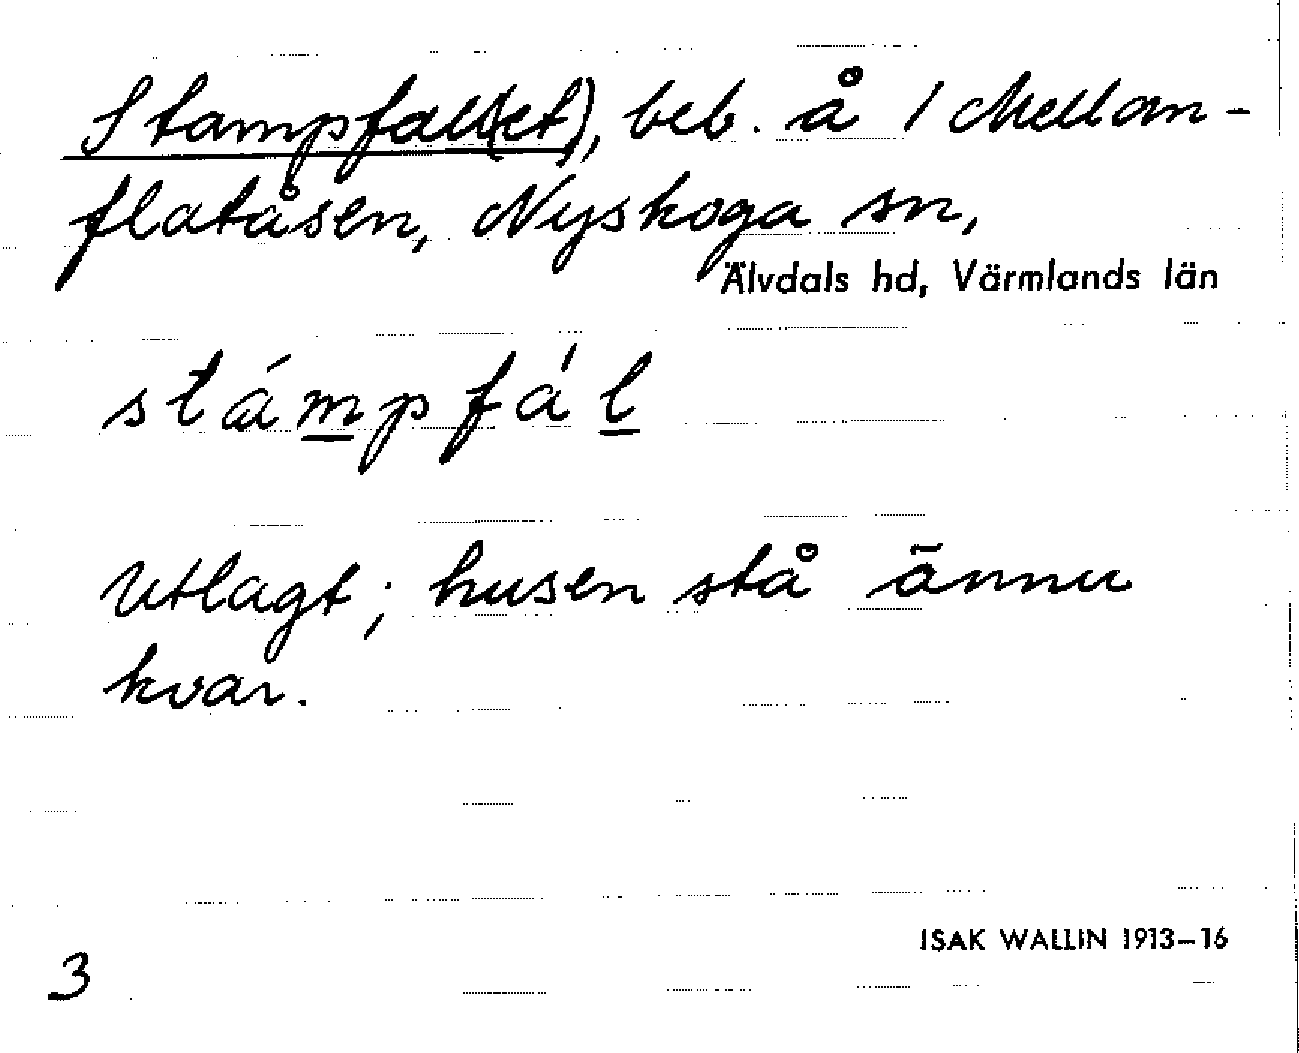 Stampfall(et), beb. å / Mellan-
flatåsen, Nyskoga sn,
Älvdals hd, Värmlands län
stámpfál
Utlagt; husen stå ännu
kvar.
ISAK WALLIN 1913–16
3